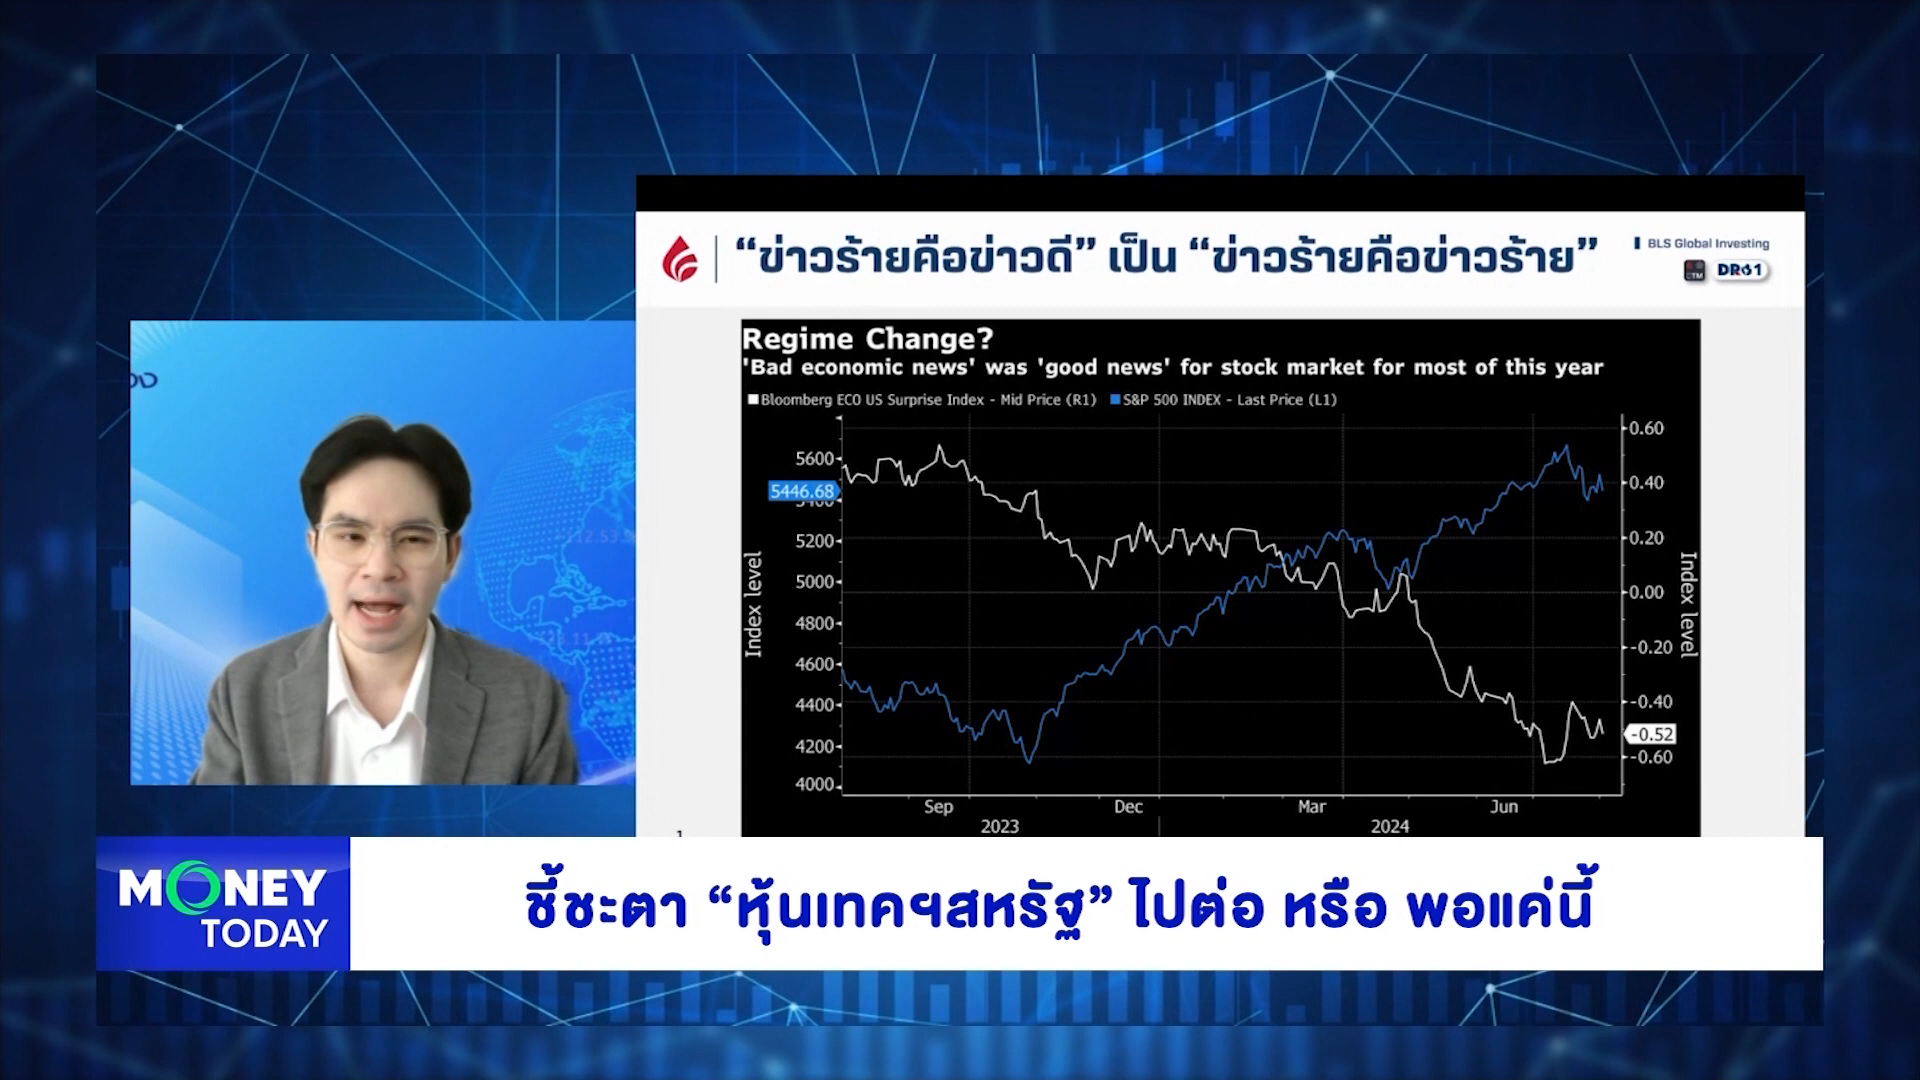 “ข่าวร้ายคือข่าวดี” เป็น “ข่าวร้ายคือข่าวร้าย”
BLS Global Investing
DR01
Regime Change?
'Bad economic news' was 'good news' for stock market for most of this year
Bloomberg ECO US Surprise Index - Mid Price (R1) S&P 500 INDEX - Last Price (L1)
5600
5446.68
5400
5200
5000
4800
4600
4400
4200
4000
Index level
0.60
0.40
0.20
0.00
-0.20
-0.40
-0.52
-0.60
Index level
Sep Dec Mar Jun
2023 2024
1
MONEY
TODAY
ชี้ชะตา “หุ้นเทคฯสหรัฐ” ไปต่อ หรือ พอแค่นี้